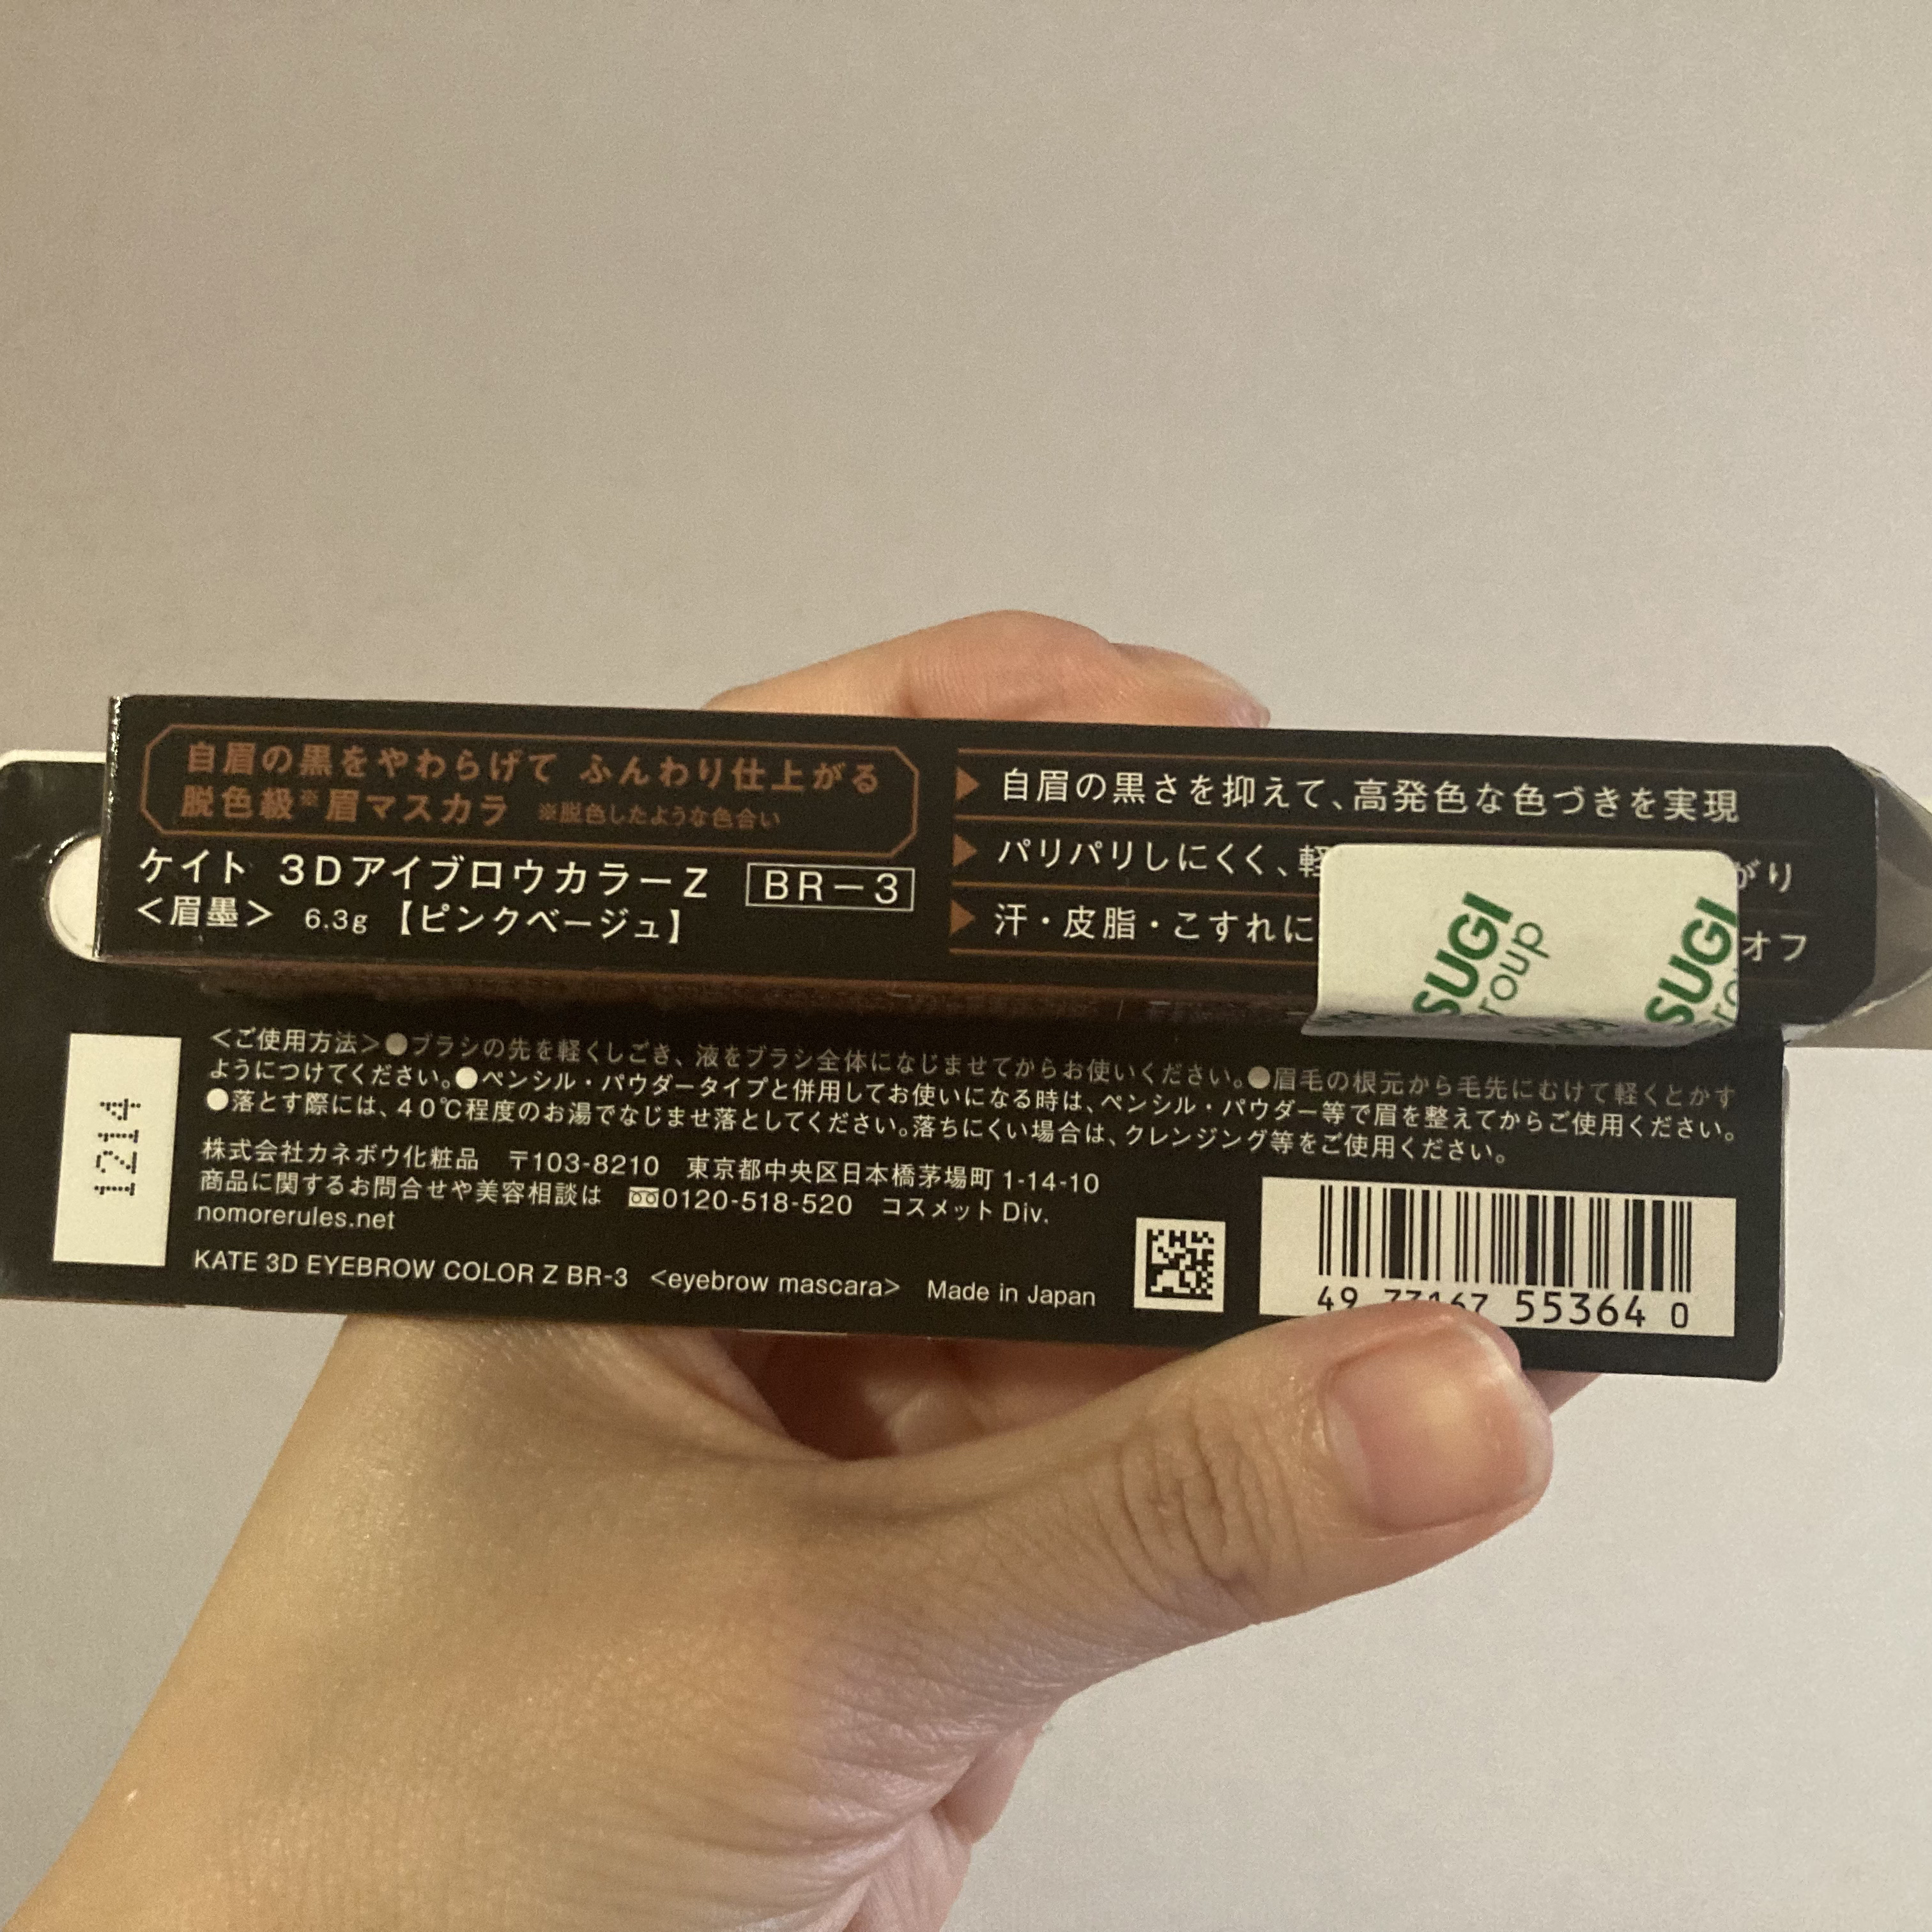 自眉の黒をやわらげて ふんわり仕上がる
脱色級※眉マスカラ ※脱色したような色合い
ケイト 3DアイブロウカラーZ BR-3
<眉墨> 6.3g 【ピンクベージュ】
▶自眉の黒さを抑えて、高発色な色づきを実現
▶パリパリしにくく、軽 がり
▶汗・皮脂・こすれに オフ
SUGI
roup
SUGI
<ご使用方法>●ブラシの先を軽くしごき、液をブラシ全体になじませてからお使いください。●眉毛の根元から毛先にむけて軽くとかす
ようにつけてください。●ペンシル・パウダータイプと併用してお使いになる時は、ペンシル・パウダー等で眉を整えてからご使用ください。
●落とす際には、40℃程度のお湯でなじませ落としてください。落ちにくい場合は、クレンジング等をご使用ください。
1214
株式会社カネボウ化粧品 〒103-8210 東京都中央区日本橋茅場町 1-14-10
商品に関するお問合せや美容相談は 0120-518-520 コスメット Div.
nomorerules.net
KATE 3D EYEBROW COLOR Z BR-3 <eyebrow mascara> Made in Japan
49 73167 55364 0